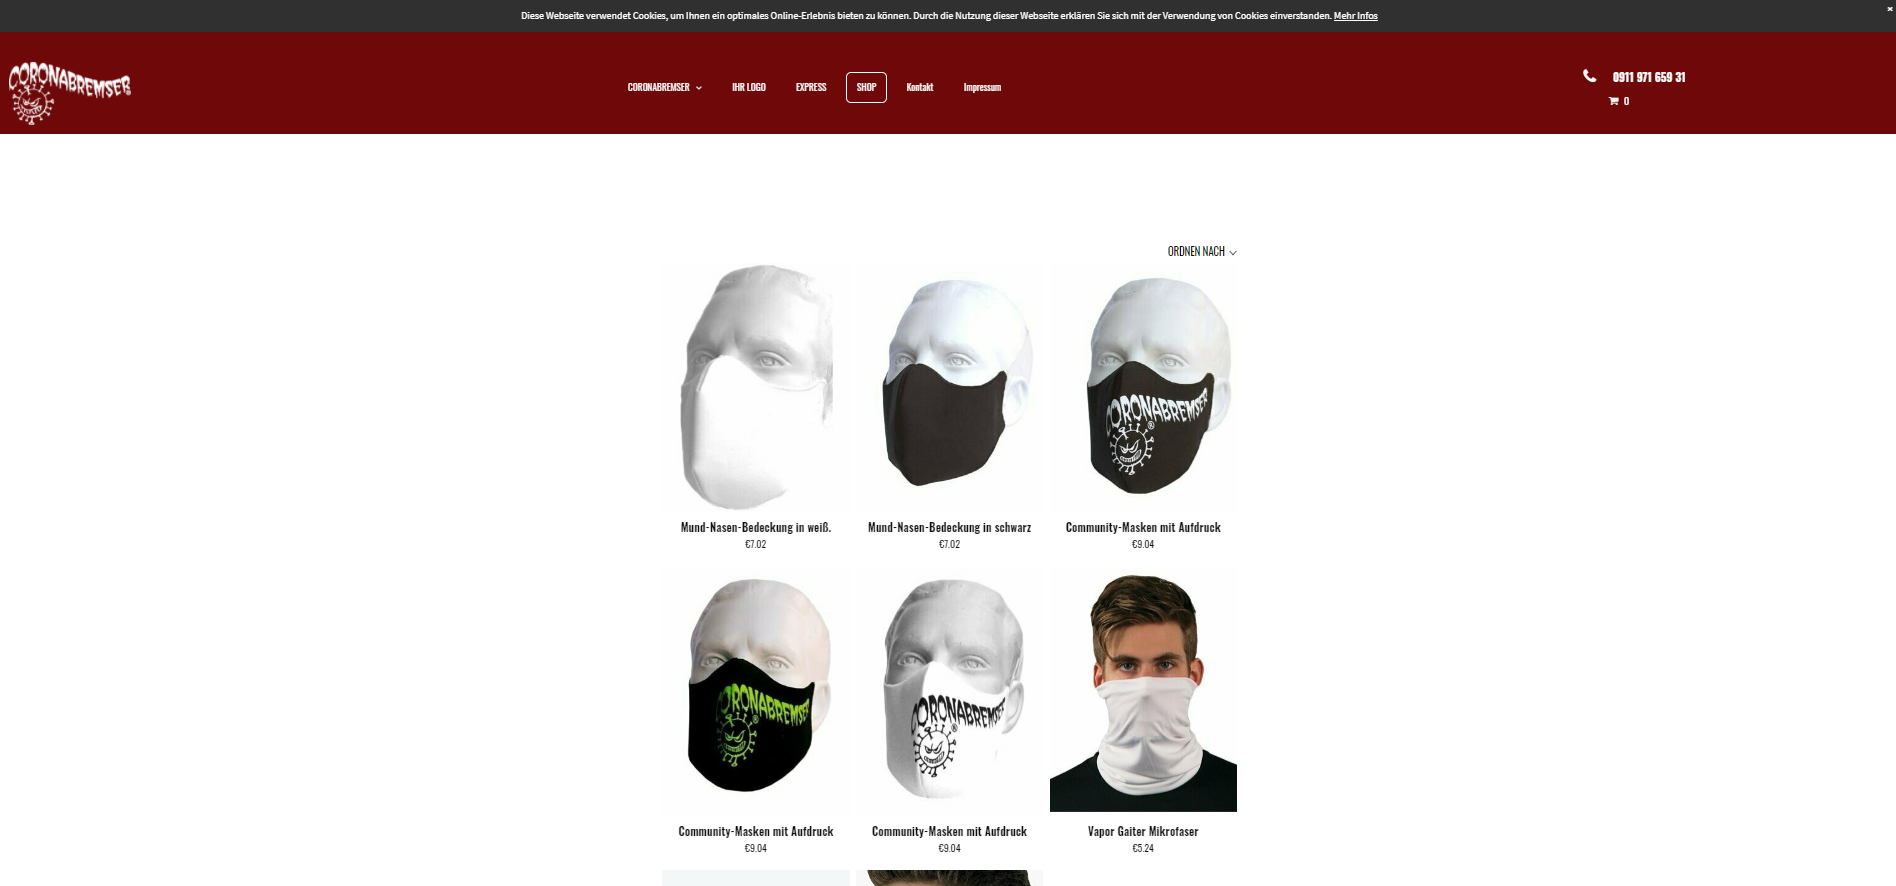 Diese Webseite verwendet Cookies, um Ihnen ein optimales Online-Erlebnis bieten zu können. Durch die Nutzung dieser Webseite erklären Sie sich mit der Verwendung von Cookies einverstanden. Mehr Infos
CORONABREMSER
CORONABREMSER
IHR LOGO
EXPRESS
SHOP
Kontakt
Impressum
0911 971 659 31
0
ORDNEN NACH
CORONABREMSER®
Mund-Nasen-Bedeckung in weiß.
Mund-Nasen-Bedeckung in schwarz
Community-Masken mit Aufdruck
€7.02
€7.02
€9.04
CORONABREMSER®
CORONABREMSER®
Community-Masken mit Aufdruck
Community-Masken mit Aufdruck
Vapor Gaiter Mikrofaser
€9.04
€9.04
€5.24